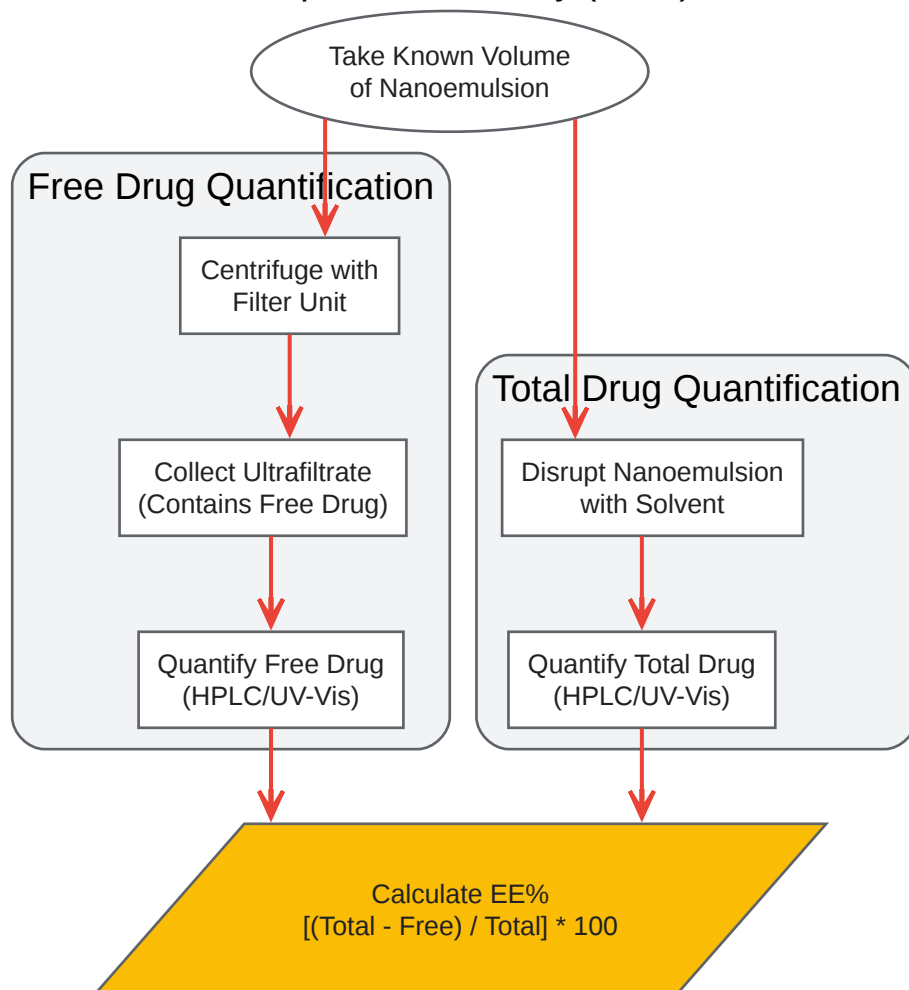 Take Known Volume
of Nanoemulsion
Free Drug Quantification
Centrifuge with
Filter Unit
Collect Ultrafiltrate
(Contains Free Drug)
Quantify Free Drug
(HPLC/UV-Vis)
Total Drug Quantification
Disrupt Nanoemulsion
with Solvent
Quantify Total Drug
(HPLC/UV-Vis)
Calculate EE%
[(Total - Free) / Total] * 100